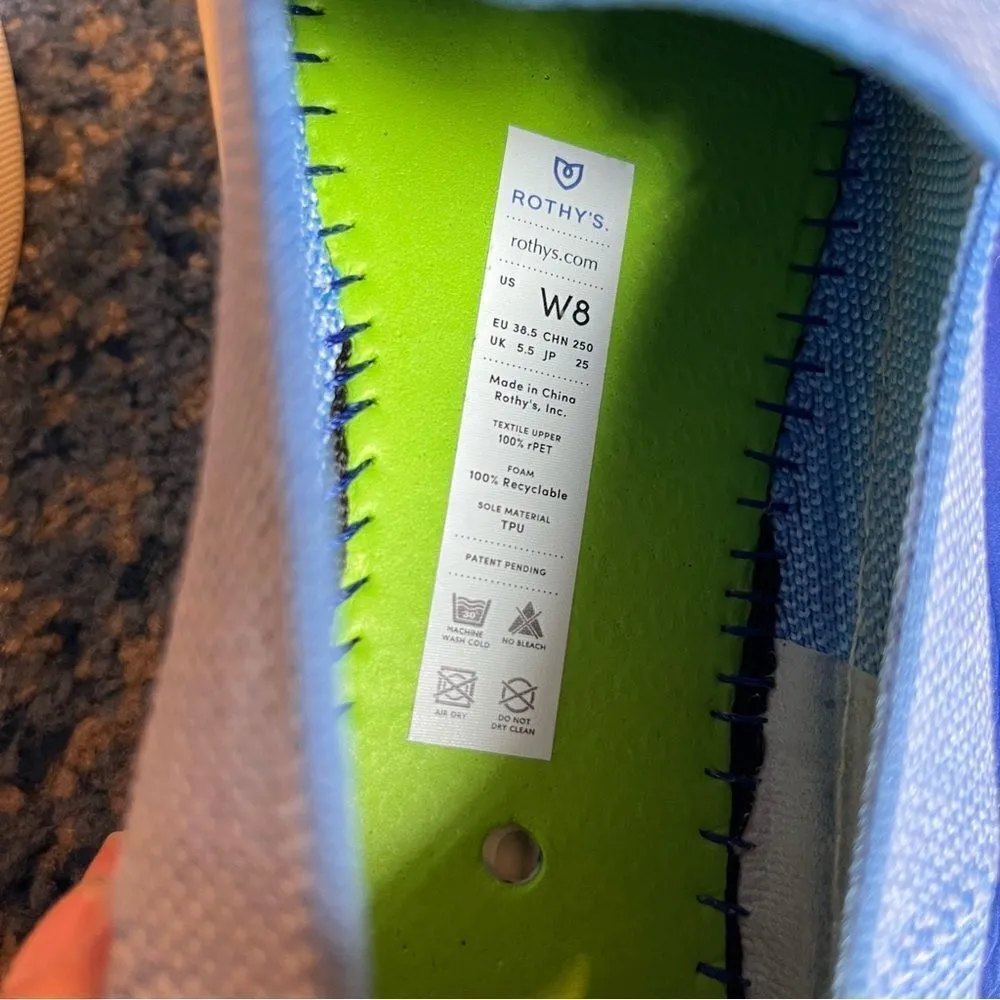 ROTHY'S.
rothys.com
US W8
EU 38.5 CHN 250
UK 5.5 JP 25
Made in China
Rothy's, Inc.
TEXTILE UPPER
100% rPET
FOAM
100% Recyclable
SOLE MATERIAL
TPU
PATENT PENDING
30
MACHINE
WASH COLD
NO BLEACH
AIR DRY
DO NOT
DRY CLEAN